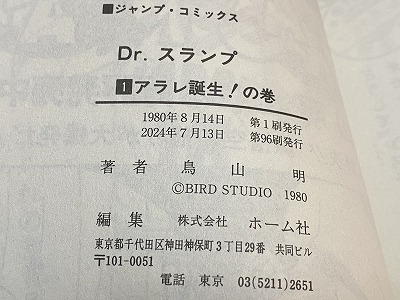 ■ジャンプ・コミックス
Dr. スランプ
1 アラレ誕生!の巻
1980年8月14日 第1刷発行
2024年7月13日 第96刷発行
著者 鳥山 明
©BIRD STUDIO 1980
編集 株式会社 ホーム社
東京都千代田区神田神保町3丁目29番 共同ビル
〒101-0051
電話 東京 03(5211)2651